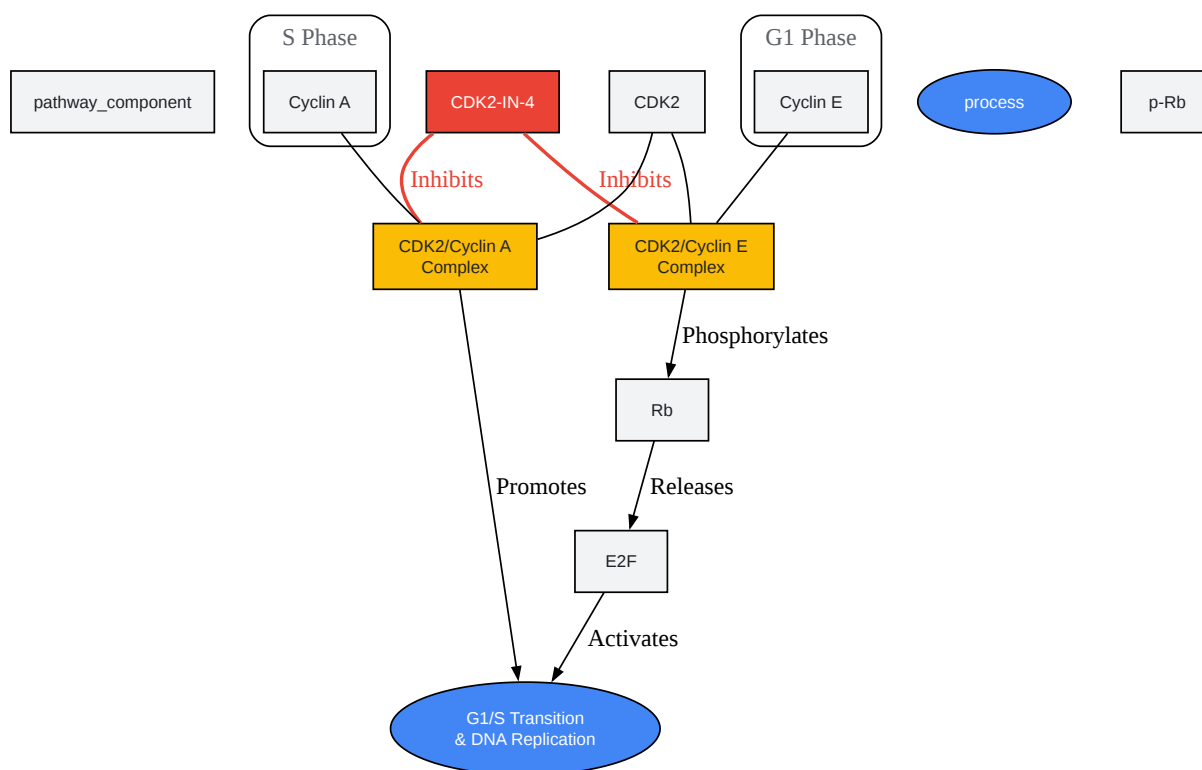 S Phase
G1 Phase
pathway_component
Cyclin A
CDK2-IN-4
CDK2
Cyclin E
process
p-Rb
Inhibits
Inhibits
CDK2/Cyclin A
Complex
CDK2/Cyclin E
Complex
Phosphorylates
Rb
Promotes
Releases
E2F
Activates
G1/S Transition
& DNA Replication